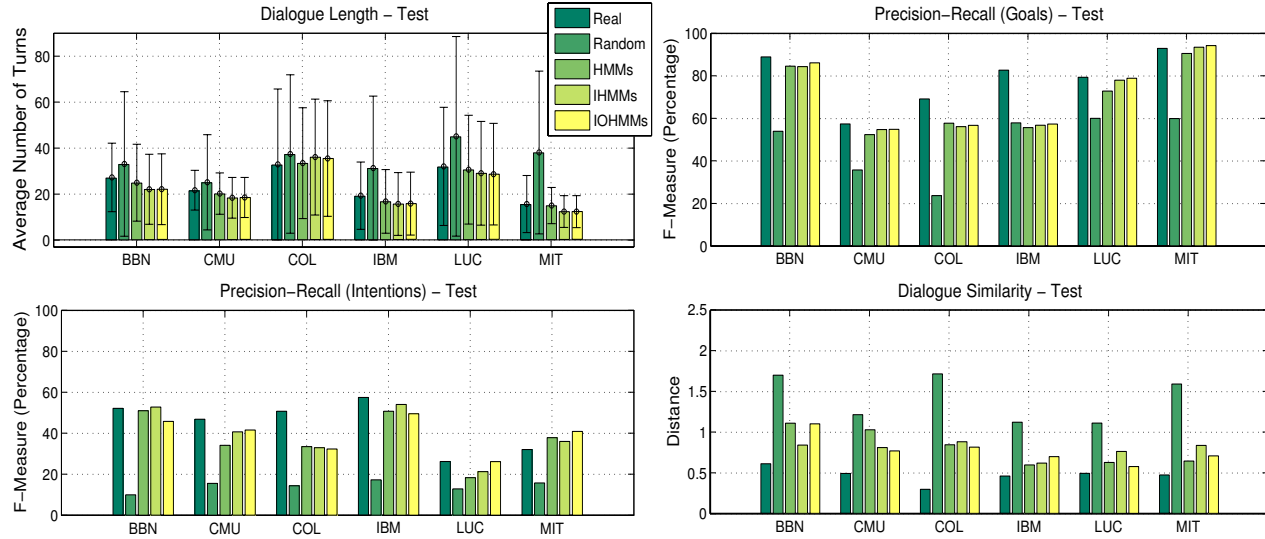 Dialogue Length – Test
Average Number of Turns
80
60
40
20
0
BBN CMU COL IBM LUC MIT
Real
Random
HMMs
IHMMs
IOHMMs
Precision–Recall (Goals) – Test
F–Measure (Percentage)
100
80
60
40
20
0
BBN CMU COL IBM LUC MIT
Precision–Recall (Intentions) – Test
F–Measure (Percentage)
100
80
60
40
20
0
BBN CMU COL IBM LUC MIT
Dialogue Similarity – Test
Distance
2.5
2
1.5
1
0.5
0
BBN CMU COL IBM LUC MIT